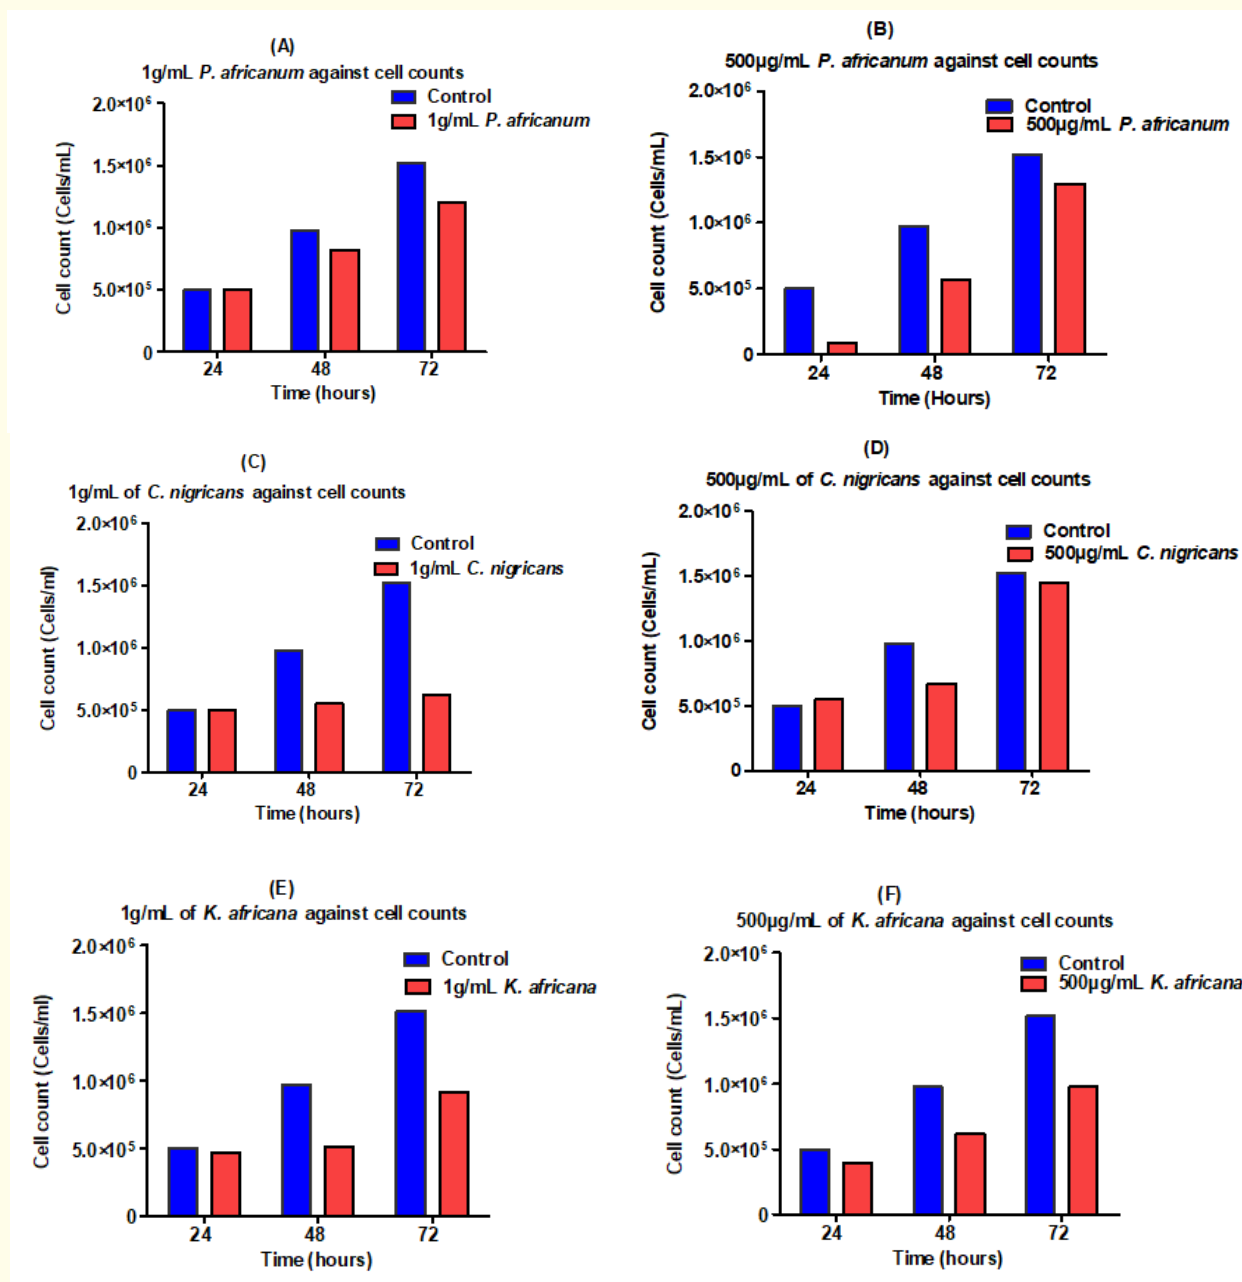 (A)
1g/mL P. africanum against cell counts
Control
1g/mL P. africanum
2.0×10⁶
1.5×10⁶
1.0×10⁶
5.0×10⁵
0
Cell count (Cells/mL)
24 48 72
Time (hours)
(B)
500µg/mL P. africanum against cell counts
Control
500µg/mL P. africanum
2.0×10⁶
1.5×10⁶
1.0×10⁶
5.0×10⁵
0
Cell count (Cells/mL)
24 48 72
Time (Hours)
(C)
1g/mL of C. nigricans against cell counts
Control
1g/mL C. nigricans
2.0×10⁶
1.5×10⁶
1.0×10⁶
5.0×10⁵
0
Cell count (Cells/ml)
24 48 72
Time (hours)
(D)
500µg/mL of C. nigricans against cell counts
Control
500µg/mL C. nigricans
2.0×10⁶
1.5×10⁶
1.0×10⁶
5.0×10⁵
0
Cell count (Cells/mL)
24 48 72
Time (hours)
(E)
1g/mL of K. africana against cell counts
Control
1g/mL K. africana
2.0×10⁶
1.5×10⁶
1.0×10⁶
5.0×10⁵
0
Cell count (Cells/ml)
24 48 72
Time (hours)
(F)
500µg/mL of K. africana against cell counts
Control
500µg/mL K. africana
2.0×10⁶
1.5×10⁶
1.0×10⁶
5.0×10⁵
0
Cell count (Cells/mL)
24 48 72
Time (hours)